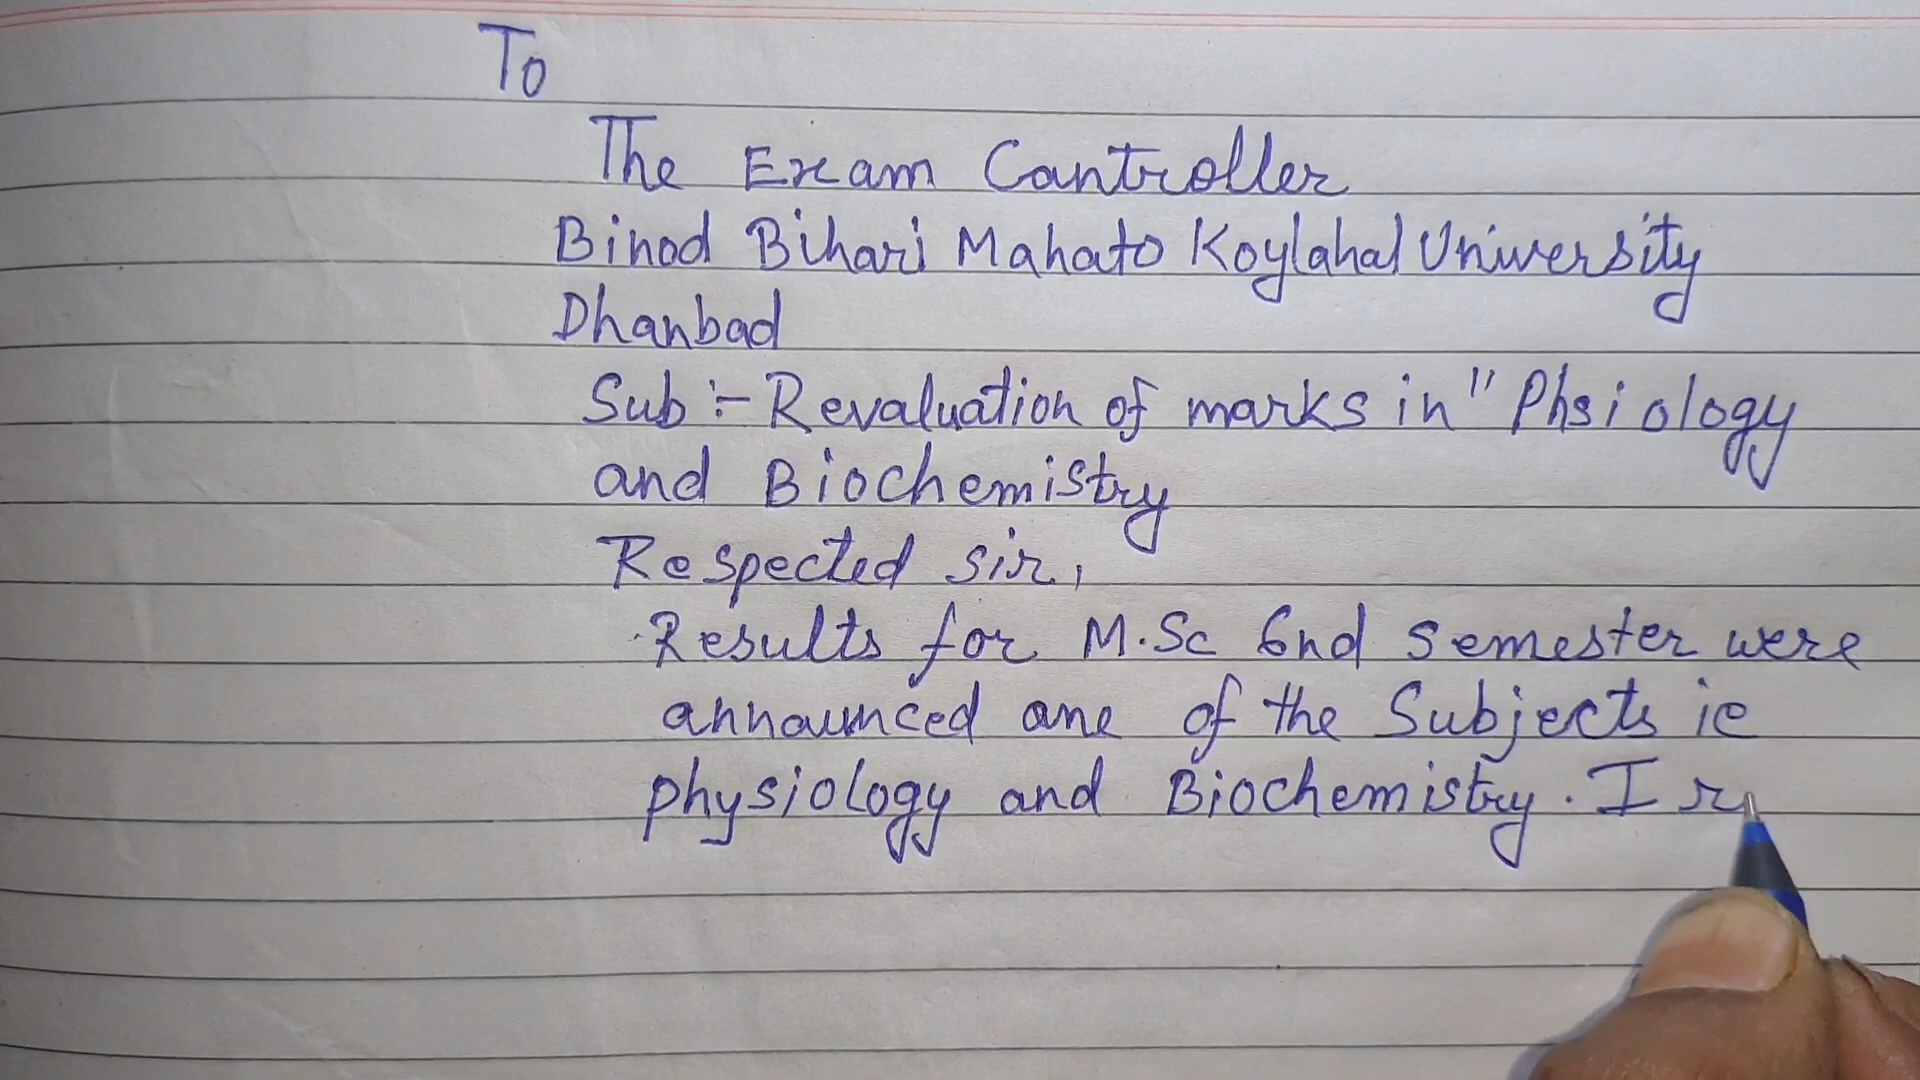 To
The Exam Cantroller
Binod Bihari Mahato Koylahal University
Dhanbad
Sub :- Revaluation of marks in " Phsiology
and Biochemistry
Respected sir,
Results for M.Sc 6nd semester were
announced one of the Subjects ie
physiology and Biochemistry. I r